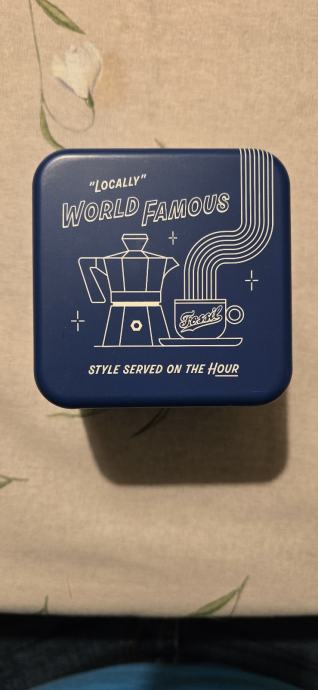 "LOCALLY"
WORLD FAMOUS
Fossil
STYLE SERVED ON THE HOUR